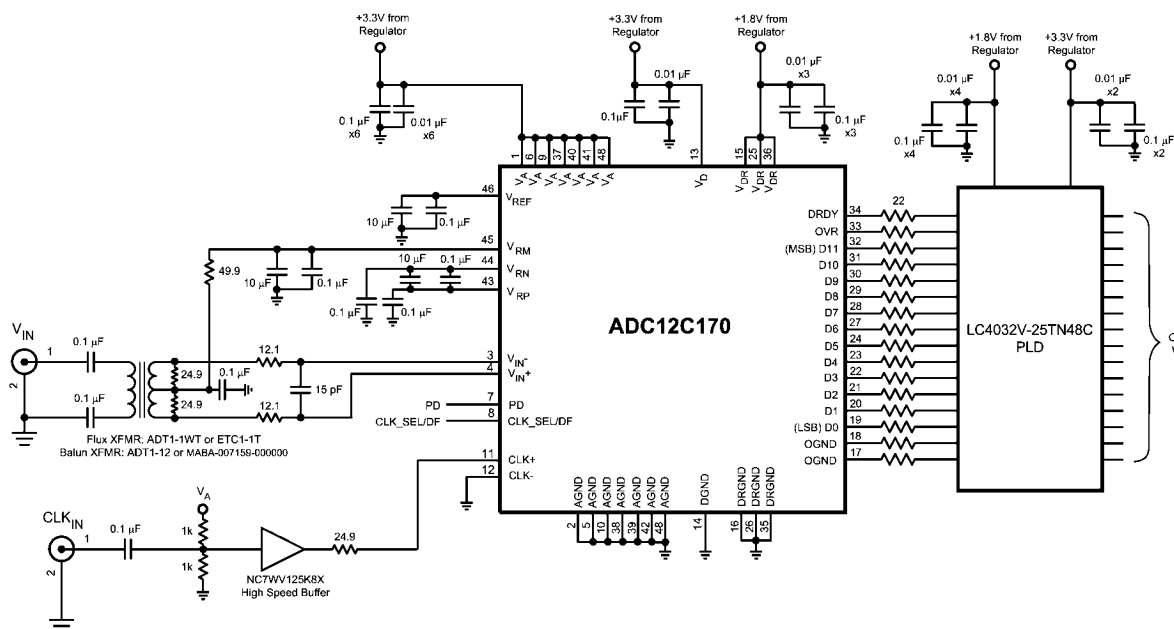 +3.3V from
Regulator
+3.3V from
Regulator
+1.8V from
Regulator
+1.8V from
Regulator
+3.3V from
Regulator
0.1 µF
x6
0.01 µF
x6
0.01 µF
0.1µF
0.01 µF
x3
0.1 µF
x3
0.01 µF
x4
0.1 µF
x4
0.01 µF
x2
0.1 µF
x2
1
6
9
37
40
41
48
13
15
25
36
VA
VA
VA
VA
VA
VA
VA
VD
VDR
VDR
VDR
46
VREF
10 µF
0.1 µF
45
VRM
49.9
10 µF
0.1 µF
44
VRN
43
VRP
10 µF
0.1 µF
0.1 µF
0.1 µF
ADC12C170
VIN
1
2
0.1 µF
0.1 µF
24.9
24.9
0.1 µF
12.1
12.1
15 pF
3
VIN-
4
VIN+
Flux XFMR: ADT1-1WT or ETC1-1T
Balun XFMR: ADT1-12 or MABA-007159-000000
PD
7
PD
CLK_SEL/DF
8
CLK_SEL/DF
11
CLK+
12
CLK-
VA
CLKIN
1
2
0.1 µF
1k
1k
24.9
NC7WV125K8X
High Speed Buffer
AGND
AGND
AGND
AGND
AGND
AGND
AGND
DGND
DRGND
DRGND
DRGND
2
5
10
38
39
42
48
14
16
26
35
22
DRDY 34
OVR 33
(MSB) D11 32
D10 31
D9 30
D8 29
D7 28
D6 27
D5 24
D4 23
D3 22
D2 21
D1 20
(LSB) D0 19
OGND 18
OGND 17
LC4032V-25TN48C
PLD